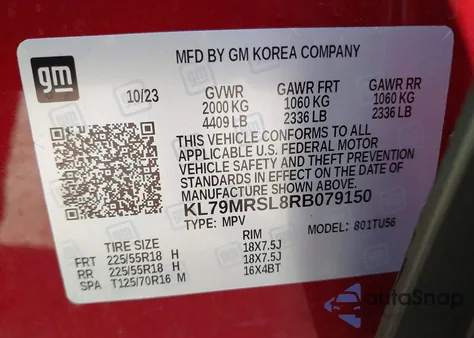 gm
MFD BY GM KOREA COMPANY
10/23
GVWR GAWR FRT GAWR RR
2000 KG 1060 KG 1060 KG
4409 LB 2336 LB 2336 LB
THIS VEHICLE CONFORMS TO ALL
APPLICABLE U.S. FEDERAL MOTOR
VEHICLE SAFETY AND THEFT PREVENTION
STANDARDS IN EFFECT ON THE DATE OF
MANUFACTURE SHOWN ABOVE.
KL79MRSL8RB079150
TYPE: MPV MODEL: 801TU56
TIRE SIZE RIM
FRT 225/55R18 H 18X7.5J
RR 225/55R18 H 18X7.5J
SPA T125/70R16 M 16X4BT
autoSnap